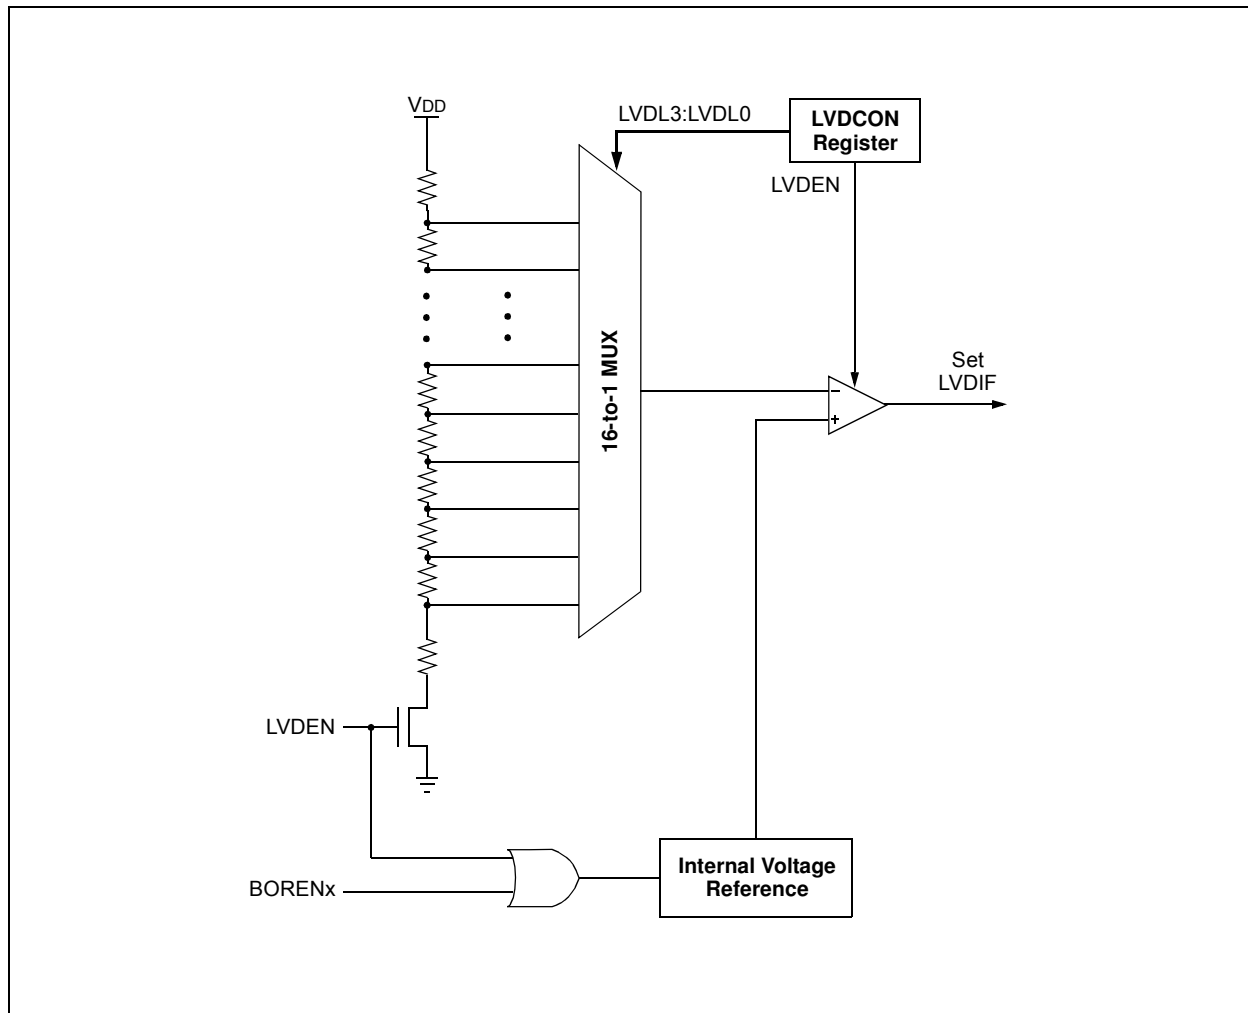 VDD
LVDL3:LVDL0
LVDCON
Register
LVDEN
16-to-1 MUX
Set
LVDIF
–
+
LVDEN
BORENx
Internal Voltage
Reference